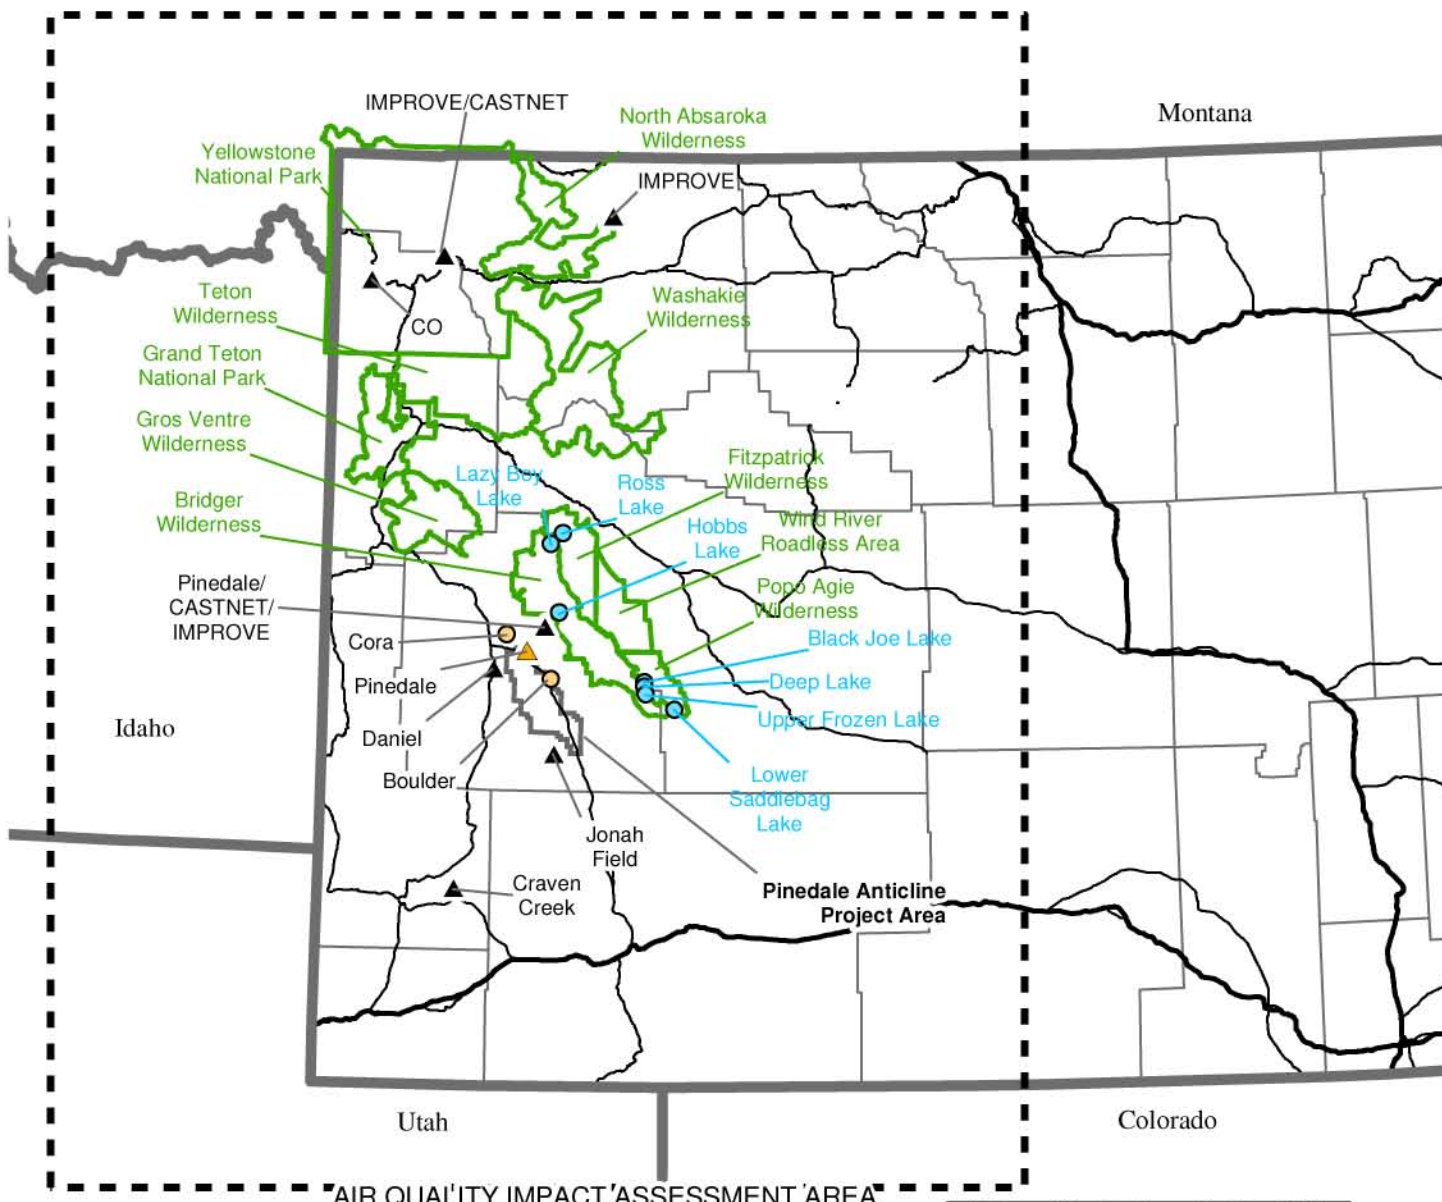 IMPROVE/CASTNET
North Absaroka
Wilderness
Montana
Yellowstone
National Park
IMPROVE
Teton
Wilderness
CO
Washakie
Wilderness
Grand Teton
National Park
Gros Ventre
Wilderness
Lazy Boy
Lake
Ross
Lake
Fitzpatrick
Wilderness
Bridger
Wilderness
Hobbs
Lake
Wind River
Roadless Area
Pinedale/
CASTNET/
IMPROVE
Popo Agie
Wilderness
Cora
Black Joe Lake
Pinedale
Deep Lake
Idaho
Daniel
Upper Frozen Lake
Boulder
Lower
Saddlebag
Lake
Jonah
Field
Craven
Creek
Pinedale Anticline
Project Area
Utah
Colorado
AIR QUALITY IMPACT ASSESSMENT AREA